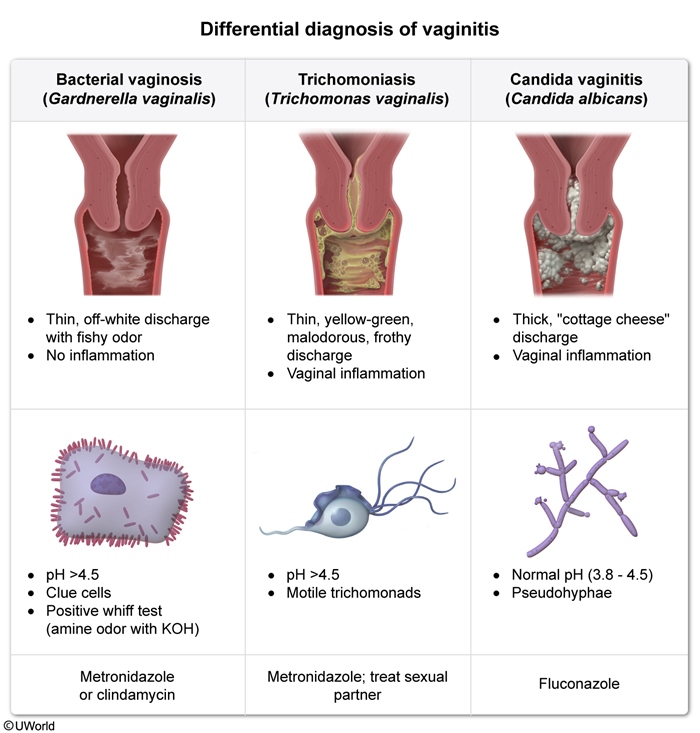 Differential diagnosis of vaginitis
Bacterial vaginosis
(Gardnerella vaginalis)
Trichomoniasis
(Trichomonas vaginalis)
Candida vaginitis
(Candida albicans)
• Thin, off-white discharge
with fishy odor
• No inflammation
• Thin, yellow-green,
malodorous, frothy
discharge
• Vaginal inflammation
• Thick, "cottage cheese"
discharge
• Vaginal inflammation
• pH >4.5
• Clue cells
• Positive whiff test
(amine odor with KOH)
• pH >4.5
• Motile trichomonads
• Normal pH (3.8 - 4.5)
• Pseudohyphae
Metronidazole
or clindamycin
Metronidazole; treat sexual
partner
Fluconazole
©UWorld